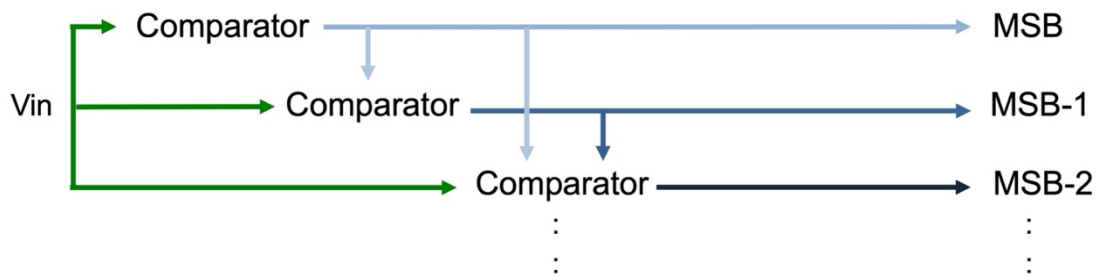 Comparator MSB
Vin Comparator MSB-1
Comparator MSB-2
: :
: :